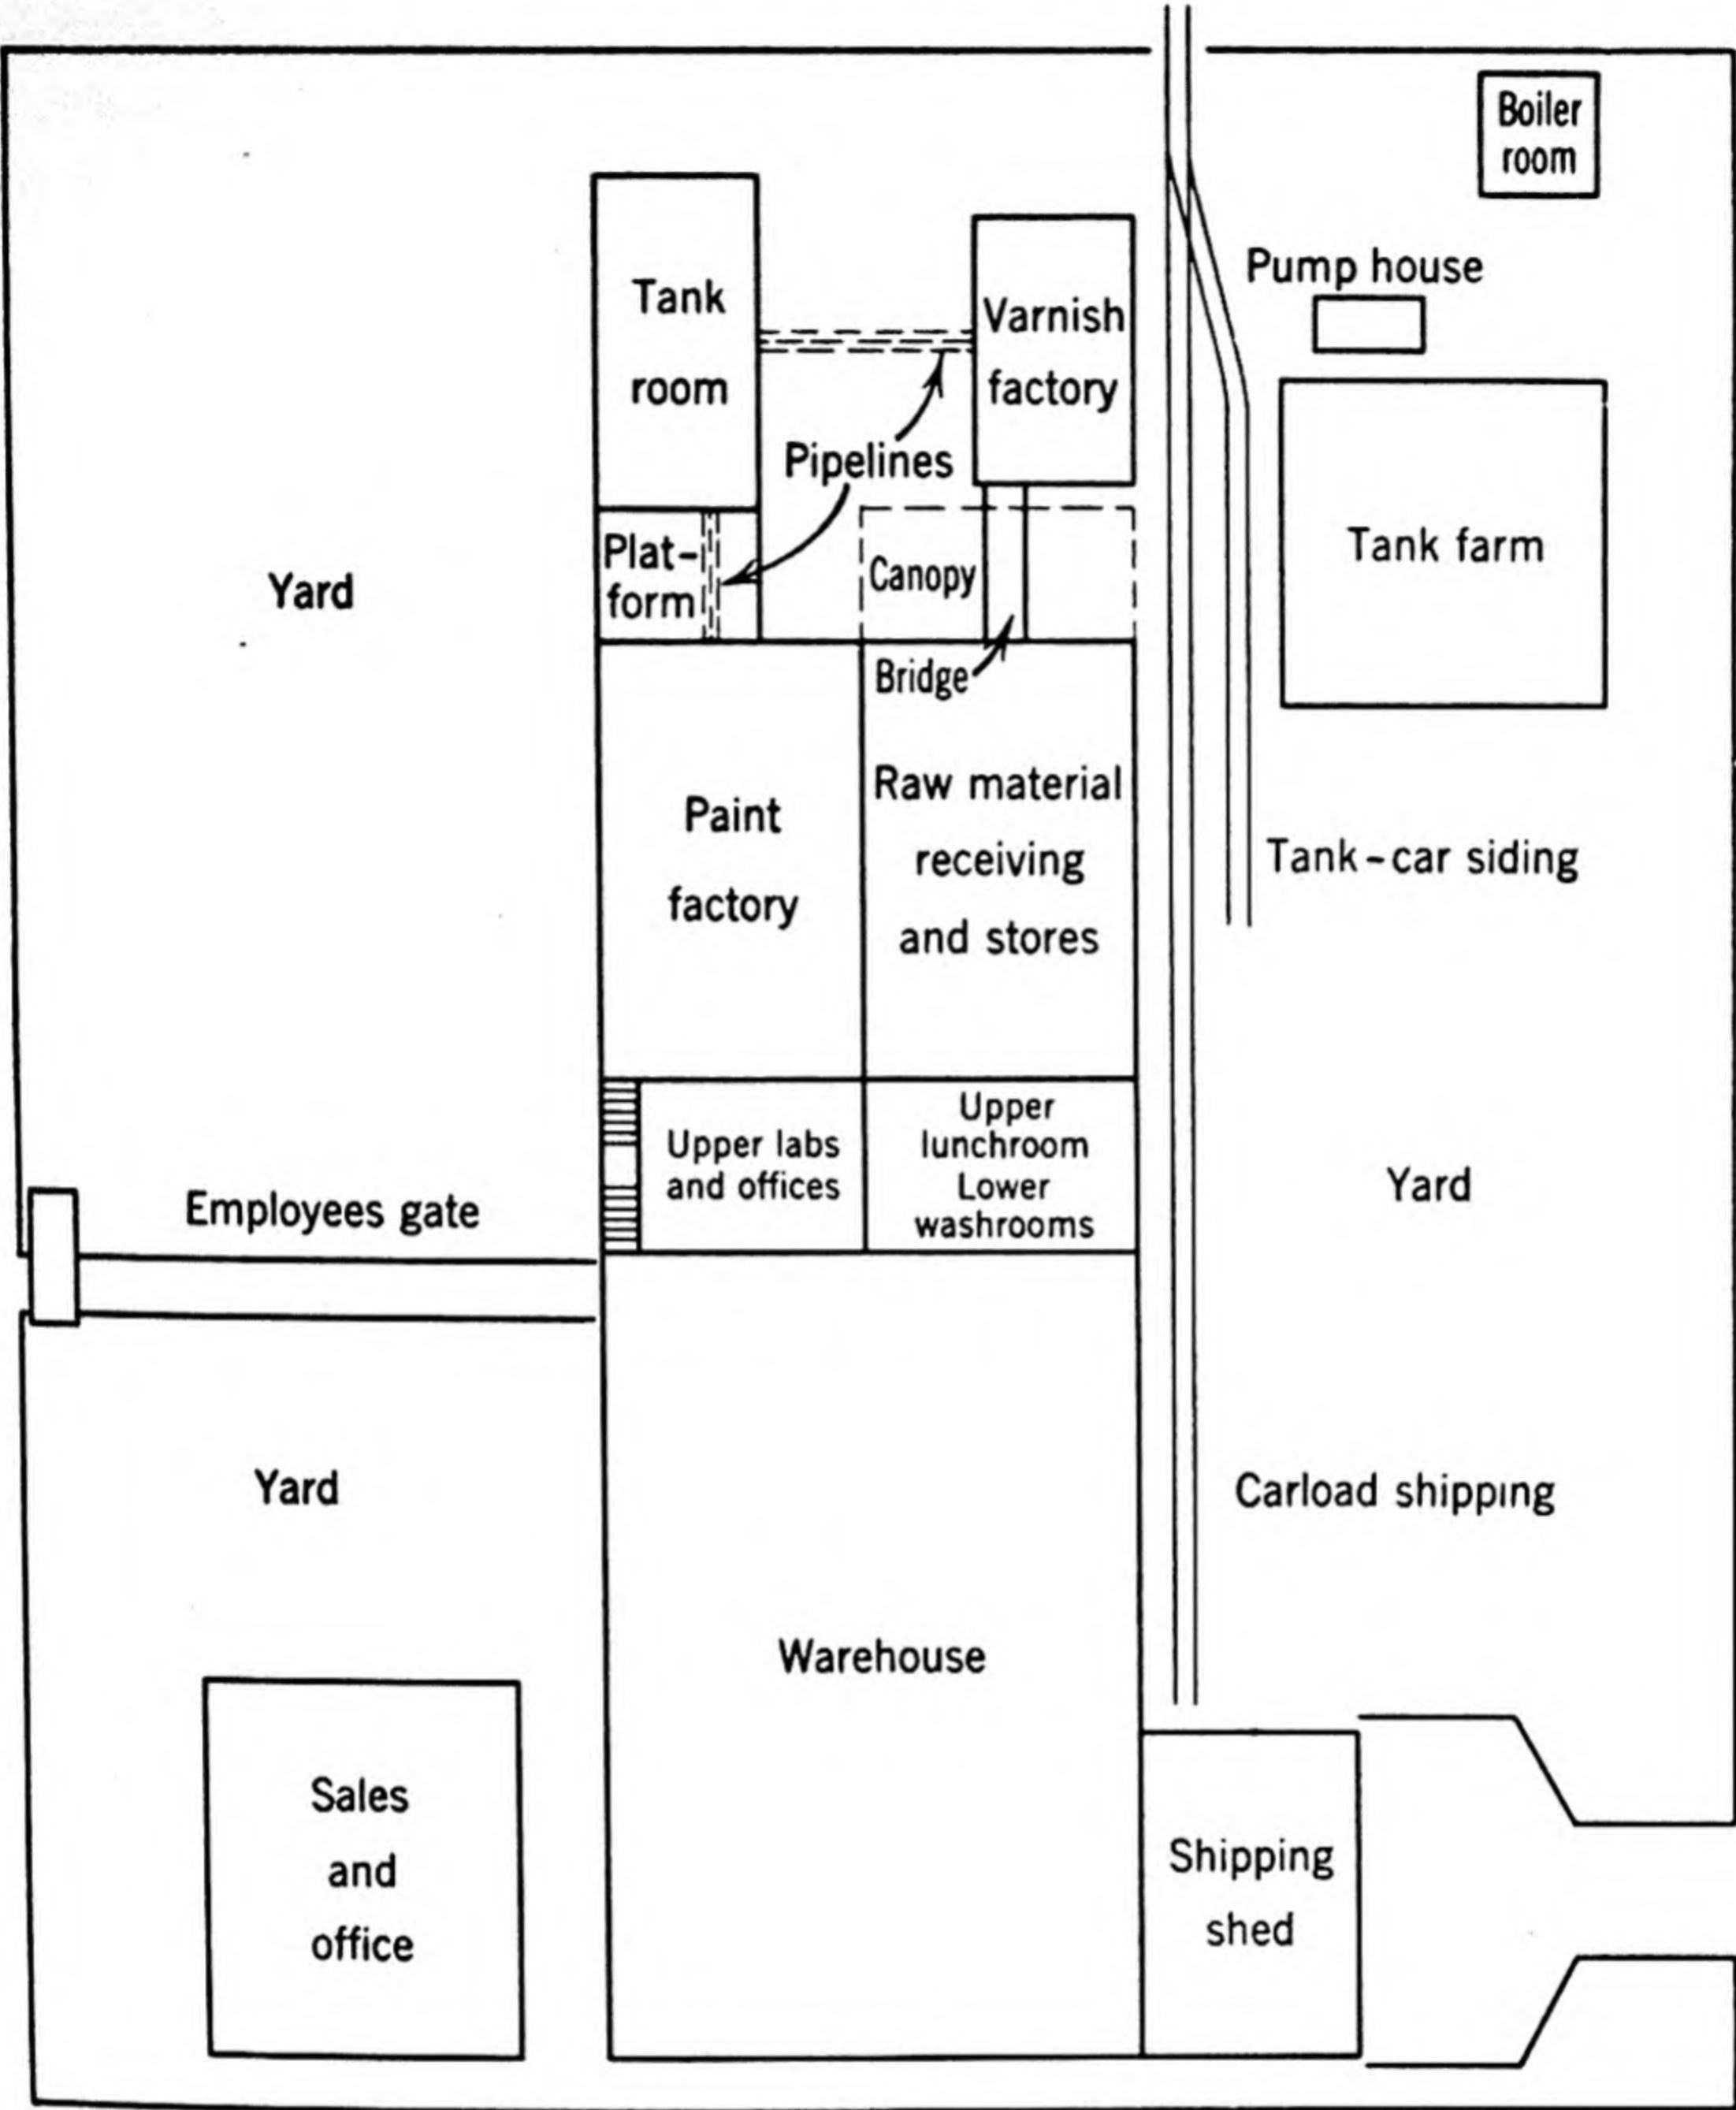 Boiler
room
Pump house
Tank
room
Varnish
factory
Pipelines
Tank farm
Plat-
form
Canopy
Yard
Bridge
Raw material
receiving
and stores
Paint
factory
Tank-car siding
Upper labs
and offices
Upper
lunchroom
Lower
washrooms
Yard
Employees gate
Yard
Carload shipping
Warehouse
Sales
and
office
Shipping
shed